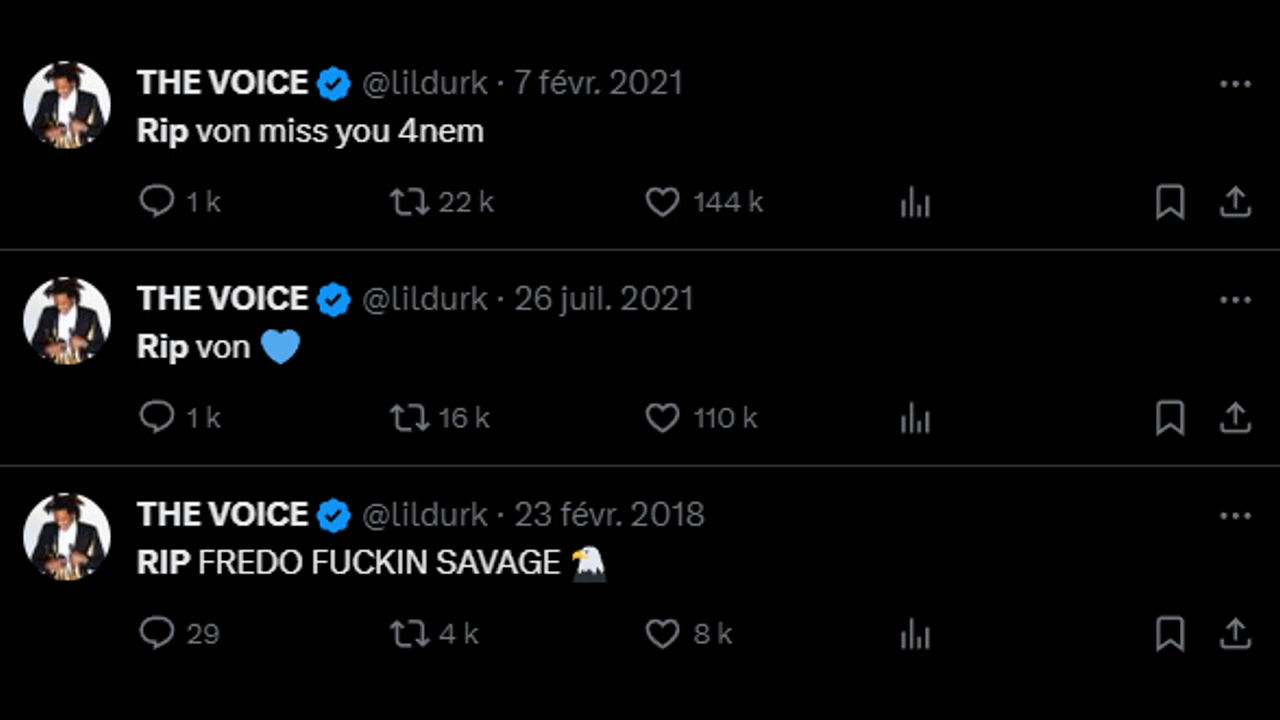 THE VOICE @lildurk · 7 févr. 2021
Rip von miss you 4nem
1 k 22 k 144 k
THE VOICE @lildurk · 26 juil. 2021
Rip von 💙
1 k 16 k 110 k
THE VOICE @lildurk · 23 févr. 2018
RIP FREDO FUCKIN SAVAGE 🦅
29 4 k 8 k